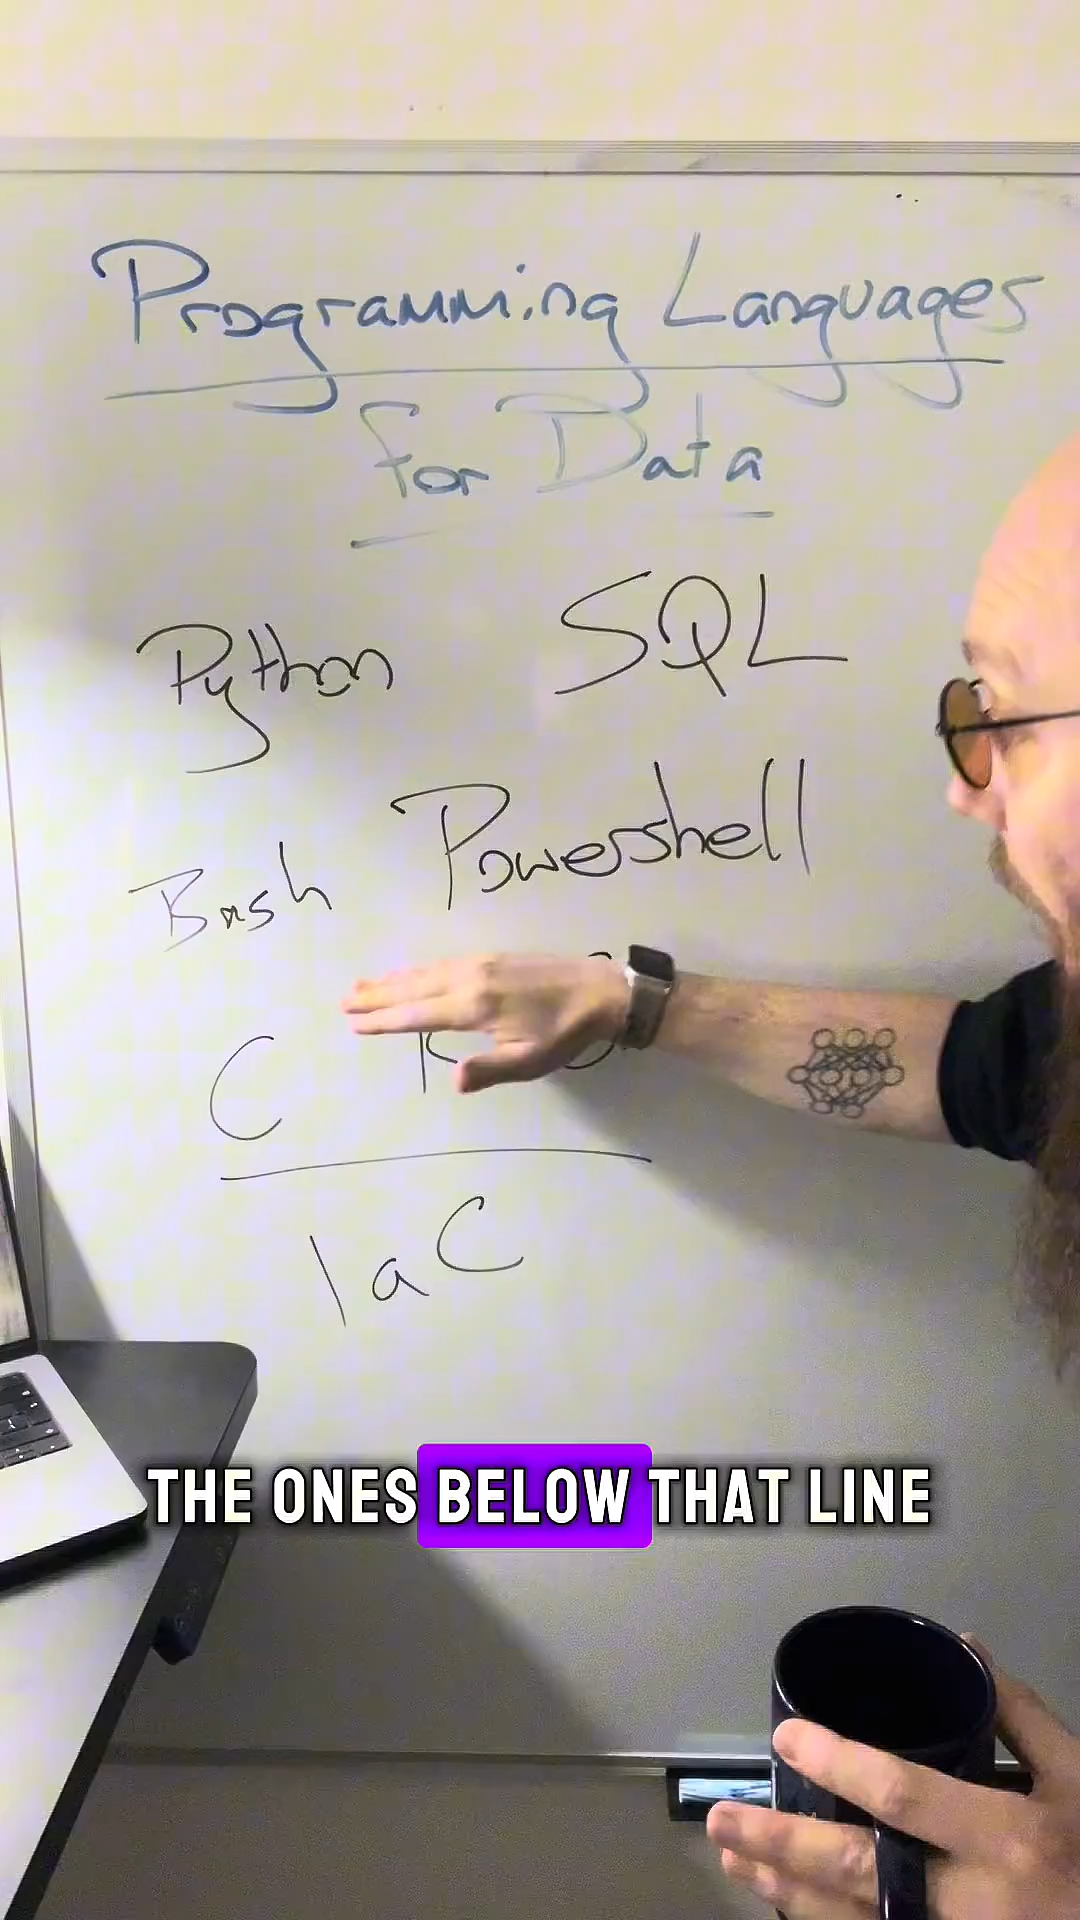 Programming Languages
for Data
Python SQL
Bash Powershell
C
IaC
THE ONES BELOW THAT LINE